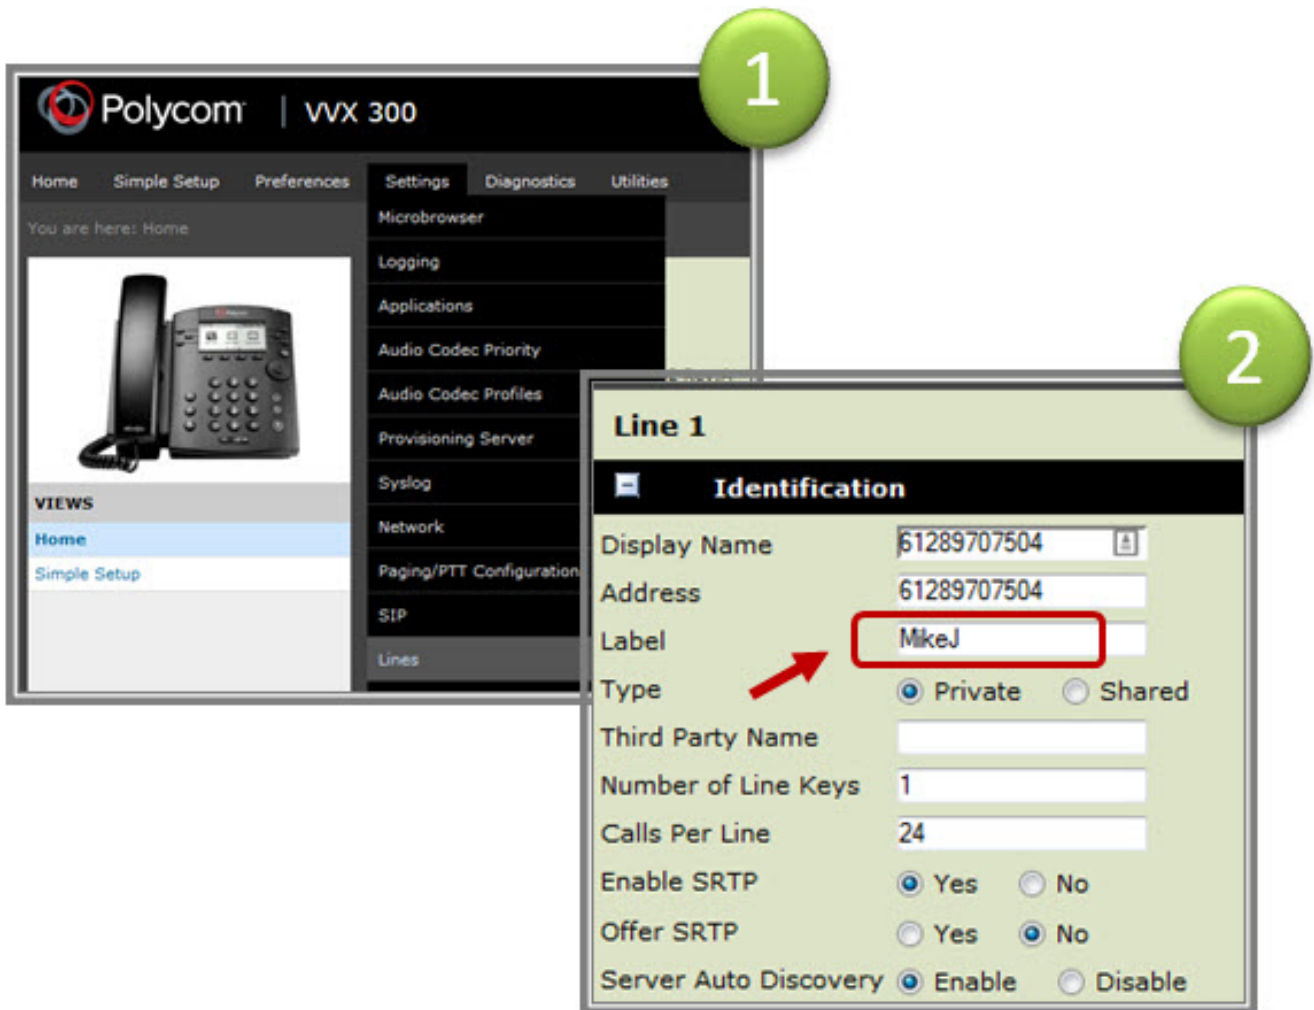 1
Polycom | VVX 300
Home Simple Setup Preferences Settings Diagnostics Utilities
You are here: Home
Microbrowser
Logging
Applications
Audio Codec Priority
Audio Codec Profiles
Provisioning Server
Syslog
Network
Paging/PTT Configuration
SIP
Lines
VIEWS
Home
Simple Setup
2
Line 1
Identification
Display Name 61289707504
Address 61289707504
Label MikeJ
Type Private Shared
Third Party Name
Number of Line Keys 1
Calls Per Line 24
Enable SRTP Yes No
Offer SRTP Yes No
Server Auto Discovery Enable Disable